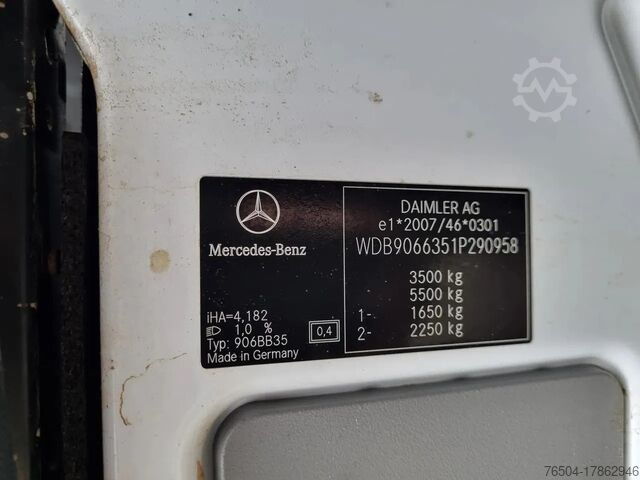 DAIMLER AG
e1*2007/46*0301
WDB9066351P290958
3500 kg
5500 kg
1- 1650 kg
2- 2250 kg
Mercedes-Benz
iHA=4,182
1,0 %
0,4
Typ: 906BB35
Made in Germany
76504-17862946